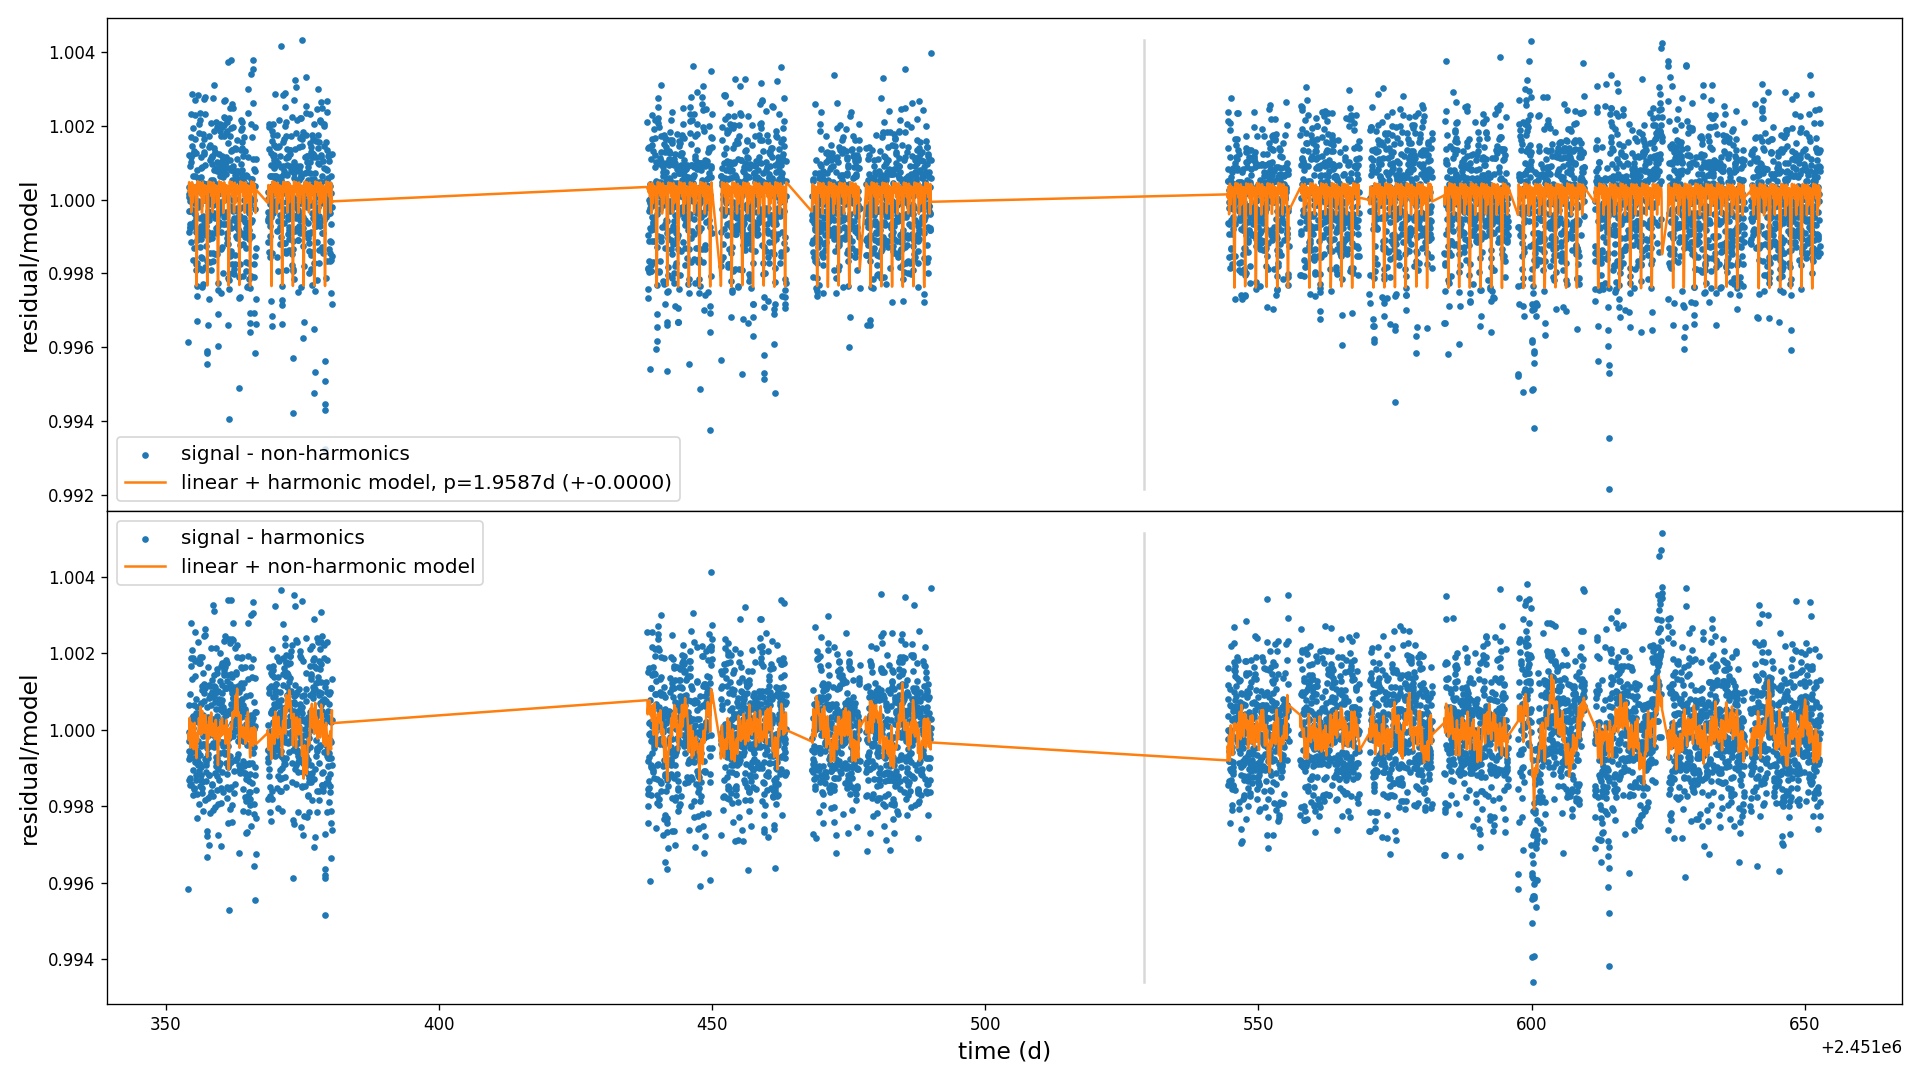 1.004
1.002
1.000
0.998
0.996
0.994
0.992
residual/model
signal - non-harmonics
linear + harmonic model, p=1.9587d (+-0.0000)
signal - harmonics
linear + non-harmonic model
1.004
1.002
1.000
0.998
0.996
0.994
residual/model
350 400 450 500 550 600 650
time (d)
+2.451e6